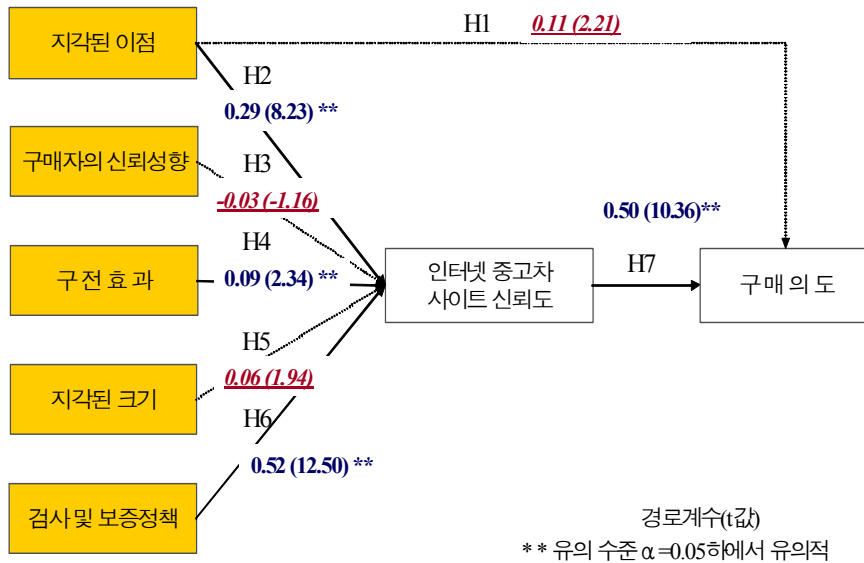 H1 0.11 (2.21)
지각된 이점
H2
0.29 (8.23) **
구매자의 신뢰성향
H3
-0.03 (-1.16)
0.50 (10.36)**
H4
구 전 효 과
0.09 (2.34) **
인터넷 중고차
사이트 신뢰도
H7
구 매 의 도
H5
0.06 (1.94)
지각된 크기
H6
0.52 (12.50) **
검사 및 보증정책
경로계수(t값)
* * 유의 수준 α=0.05하에서 유의적